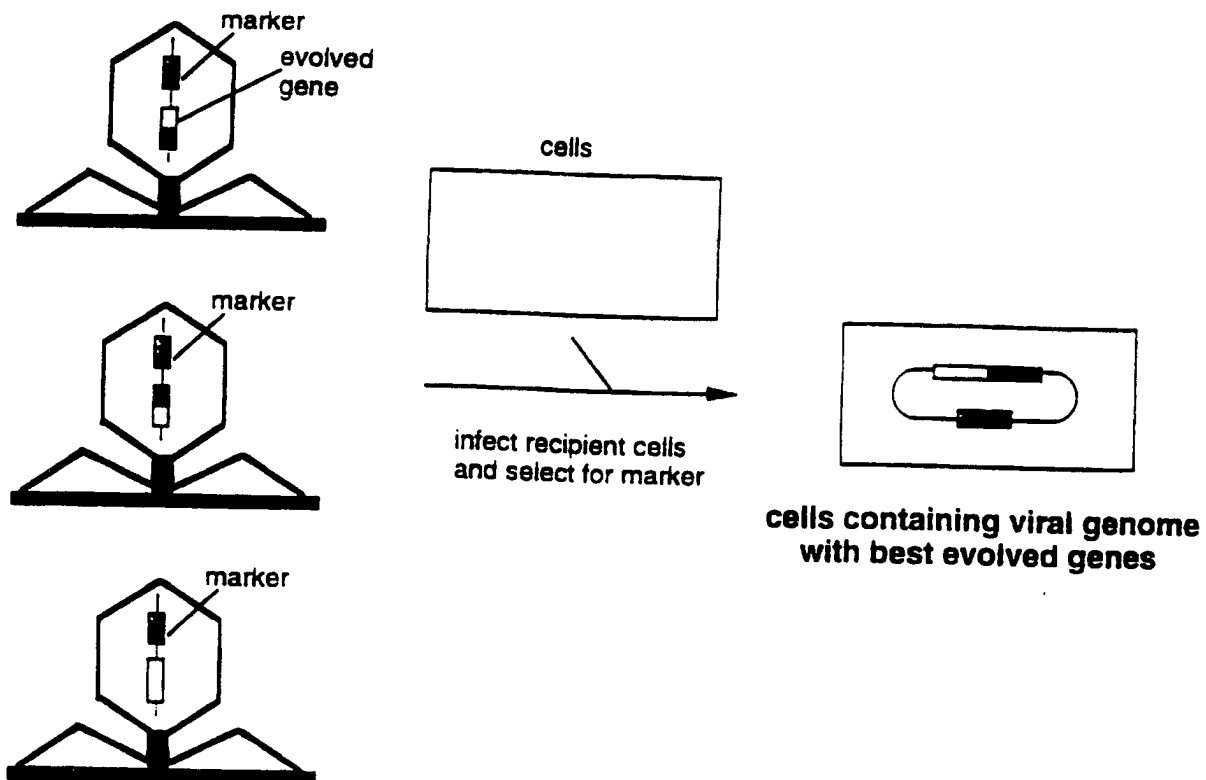 marker
evolved
gene
cells
marker
infect recipient cells
and select for marker
cells containing viral genome
with best evolved genes
marker